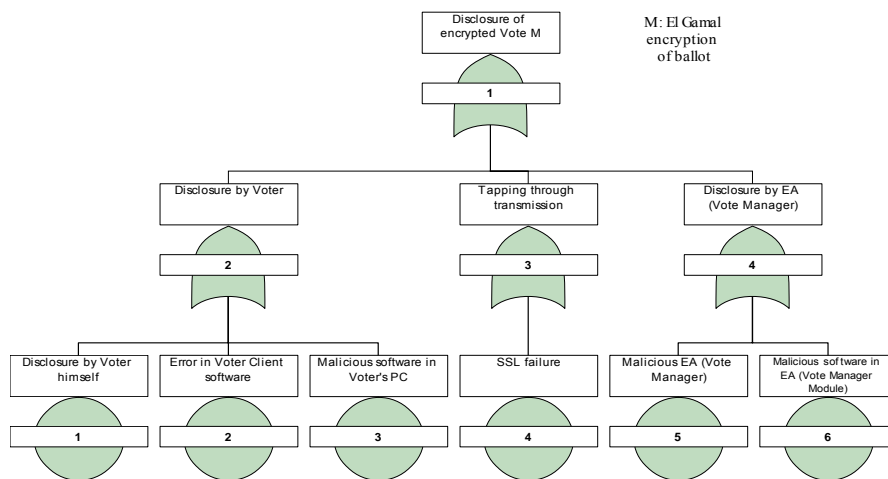 Disclosure of
encrypted Vote M
M: El Gamal
encryption
of ballot
1
Disclosure by Voter
Tapping through
transmission
Disclosure by EA
(Vote Manager)
2
3
4
Disclosure by Voter
himself
Error in Voter Client
software
Malicious software in
Voter's PC
SSL failure
Malicious EA (Vote
Manager)
Malicious software in
EA (Vote Manager
Module)
1
2
3
4
5
6